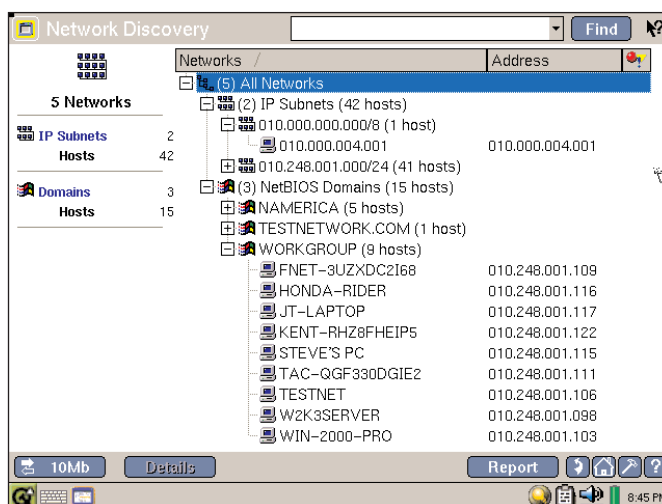 Network Discovery
Find
?
Networks /
Address
5 Networks
IP Subnets 2
Hosts 42
Domains 3
Hosts 15
(5) All Networks
(2) IP Subnets (42 hosts)
010.000.000.000/8 (1 host)
010.000.004.001 010.000.004.001
010.248.001.000/24 (41 hosts)
(3) NetBIOS Domains (15 hosts)
NAMERICA (5 hosts)
TESTNETWORK.COM (1 host)
WORKGROUP (9 hosts)
FNET-3UZXDC2I68 010.248.001.109
HONDA-RIDER 010.248.001.116
JT-LAPTOP 010.248.001.117
KENT-RHZ8FHEIP5 010.248.001.122
STEVE'S PC 010.248.001.115
TAC-QGF330DGIE2 010.248.001.111
TESTNET 010.248.001.106
W2K3SERVER 010.248.001.098
WIN-2000-PRO 010.248.001.103
10Mb
Details
Report
?
8:45 PM